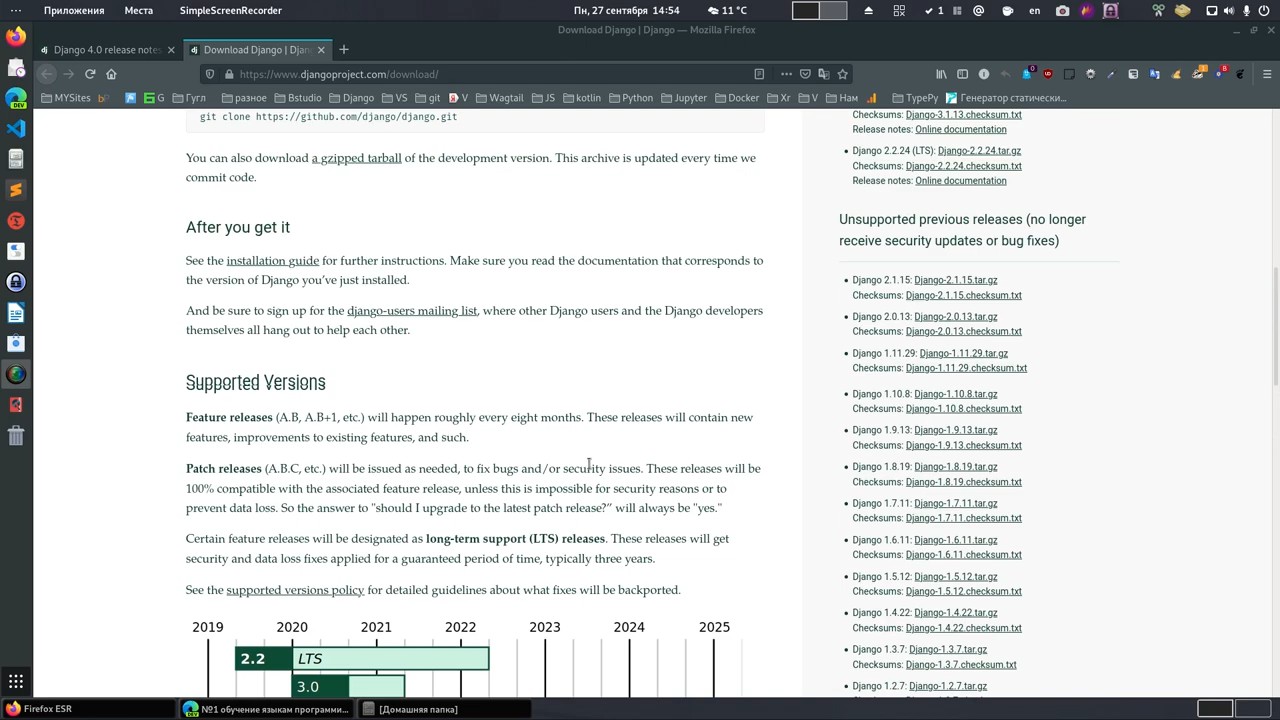 Приложения Места SimpleScreenRecorder Пн, 27 сентября 14:54 11 °C 1 en
Download Django | Django — Mozilla Firefox
Django 4.0 release notes Download Django | Djan
https://www.djangoproject.com/download/
MYSites G Гугл разное Bstudio Django VS git V Wagtail JS kotlin Python Jupyter Docker Xr V Нам TypePy Генератор статически...
git clone https://github.com/django/django.git
You can also download a gzipped tarball of the development version. This archive is updated every time we
commit code.
After you get it
See the installation guide for further instructions. Make sure you read the documentation that corresponds to
the version of Django you’ve just installed.
And be sure to sign up for the django-users mailing list, where other Django users and the Django developers
themselves all hang out to help each other.
Supported Versions
Feature releases (A.B, A.B+1, etc.) will happen roughly every eight months. These releases will contain new
features, improvements to existing features, and such.
Patch releases (A.B.C, etc.) will be issued as needed, to fix bugs and/or security issues. These releases will be
100% compatible with the associated feature release, unless this is impossible for security reasons or to
prevent data loss. So the answer to "should I upgrade to the latest patch release?” will always be "yes."
Certain feature releases will be designated as long-term support (LTS) releases. These releases will get
security and data loss fixes applied for a guaranteed period of time, typically three years.
See the supported versions policy for detailed guidelines about what fixes will be backported.
2019 2020 2021 2022 2023 2024 2025
2.2 LTS
3.0
Checksums: Django-3.1.13.checksum.txt
Release notes: Online documentation
Django 2.2.24 (LTS): Django-2.2.24.tar.gz
Checksums: Django-2.2.24.checksum.txt
Release notes: Online documentation
Unsupported previous releases (no longer
receive security updates or bug fixes)
Django 2.1.15: Django-2.1.15.tar.gz
Checksums: Django-2.1.15.checksum.txt
Django 2.0.13: Django-2.0.13.tar.gz
Checksums: Django-2.0.13.checksum.txt
Django 1.11.29: Django-1.11.29.tar.gz
Checksums: Django-1.11.29.checksum.txt
Django 1.10.8: Django-1.10.8.tar.gz
Checksums: Django-1.10.8.checksum.txt
Django 1.9.13: Django-1.9.13.tar.gz
Checksums: Django-1.9.13.checksum.txt
Django 1.8.19: Django-1.8.19.tar.gz
Checksums: Django-1.8.19.checksum.txt
Django 1.7.11: Django-1.7.11.tar.gz
Checksums: Django-1.7.11.checksum.txt
Django 1.6.11: Django-1.6.11.tar.gz
Checksums: Django-1.6.11.checksum.txt
Django 1.5.12: Django-1.5.12.tar.gz
Checksums: Django-1.5.12.checksum.txt
Django 1.4.22: Django-1.4.22.tar.gz
Checksums: Django-1.4.22.checksum.txt
Django 1.3.7: Django-1.3.7.tar.gz
Checksums: Django-1.3.7.checksum.txt
Django 1.2.7: Django-1.2.7.tar.gz
Firefox ESR №1 обучение языкам программи... [Домашняя папка]